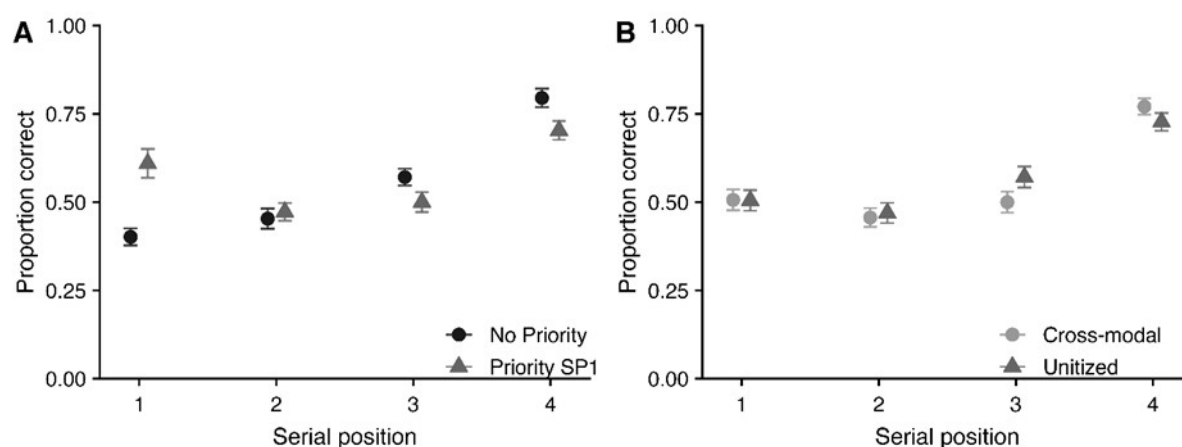 A
Proportion correct
1.00
0.75
0.50
0.25
0.00
No Priority
Priority SP1
1 2 3 4
Serial position
B
Proportion correct
1.00
0.75
0.50
0.25
0.00
Cross-modal
Unitized
1 2 3 4
Serial position